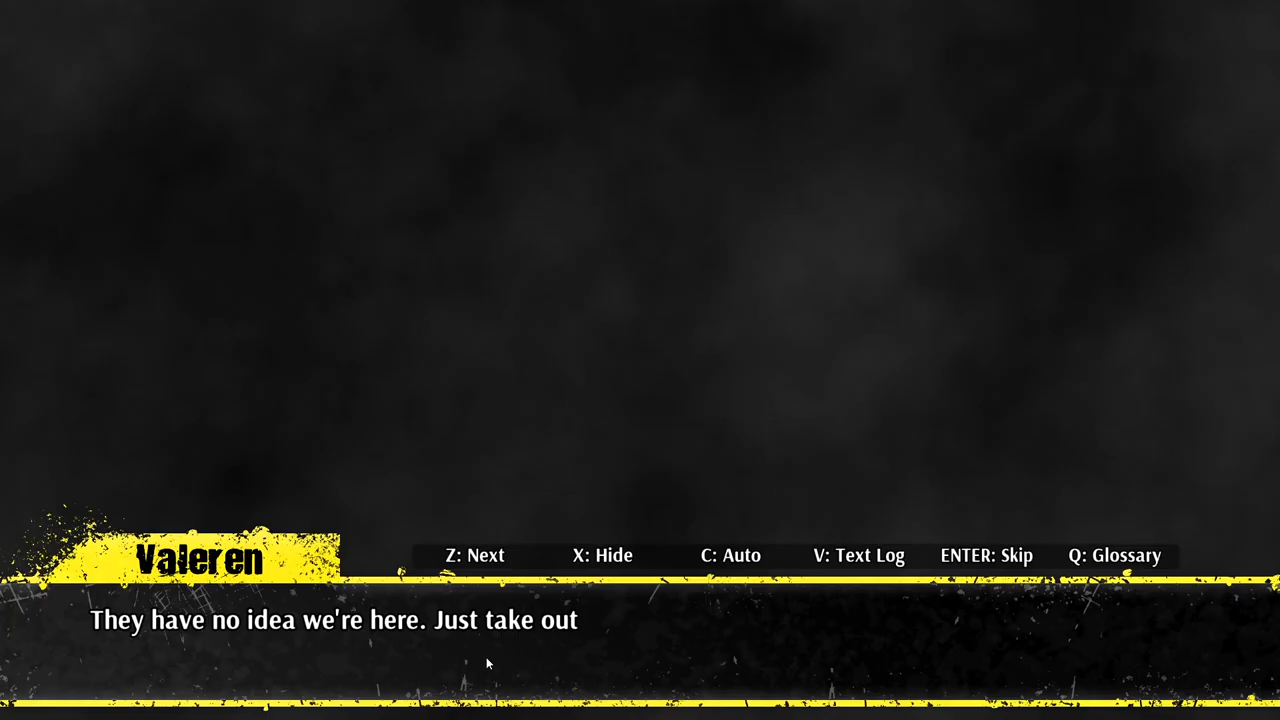 Valeren
Z: Next
X: Hide
C: Auto
V: Text Log
ENTER: Skip
Q: Glossary
They have no idea we're here. Just take out